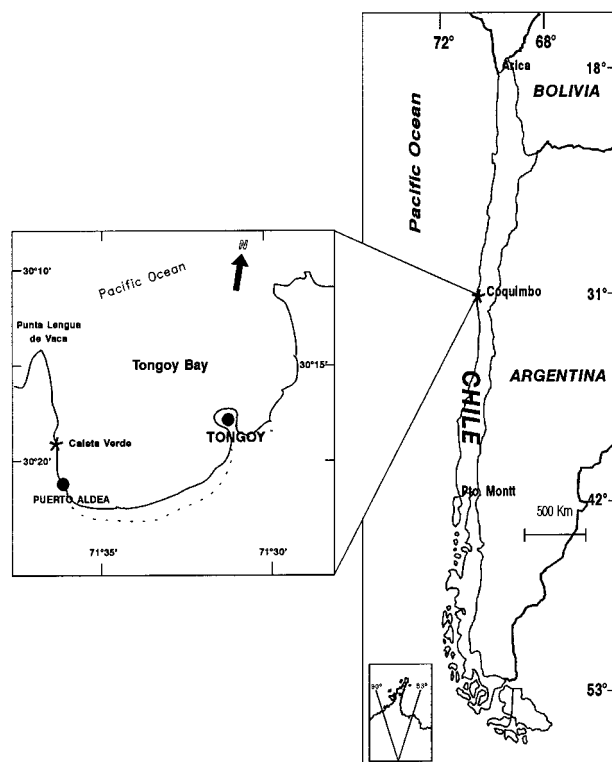 72°
68°
18°
Arica
BOLIVIA
Pacific Ocean
N
30°10'
Pacific Ocean
Punta Lengua
de Vaca
Tongoy Bay
30°15'
TONGOY
Caleta Verde
30°20'
PUERTO ALDEA
71°35'
71°30'
31°
Coquimbo
ARGENTINA
CHILE
Pto. Montt
42°
500 Km
53°
90°
53°